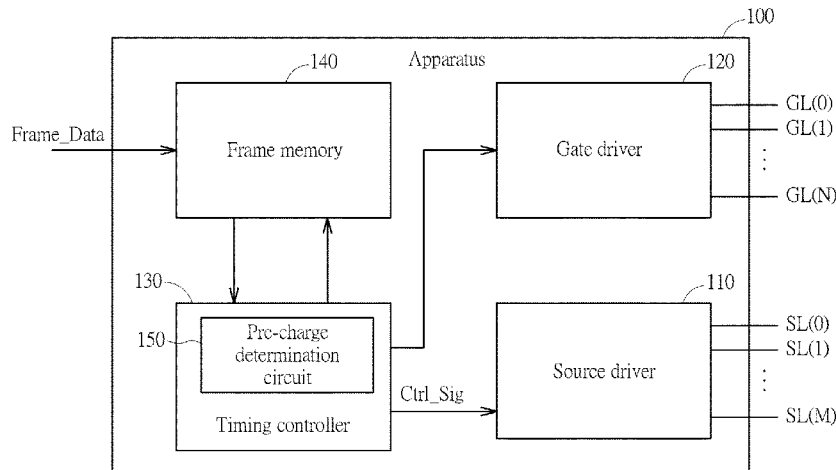 100
Apparatus
140
120
Frame_Data
Frame memory
Gate driver
GL(0)
GL(1)
⋮
GL(N)
130
150
Pre-charge
determination
circuit
Timing controller
Ctrl_Sig
110
Source driver
SL(0)
SL(1)
⋮
SL(M)